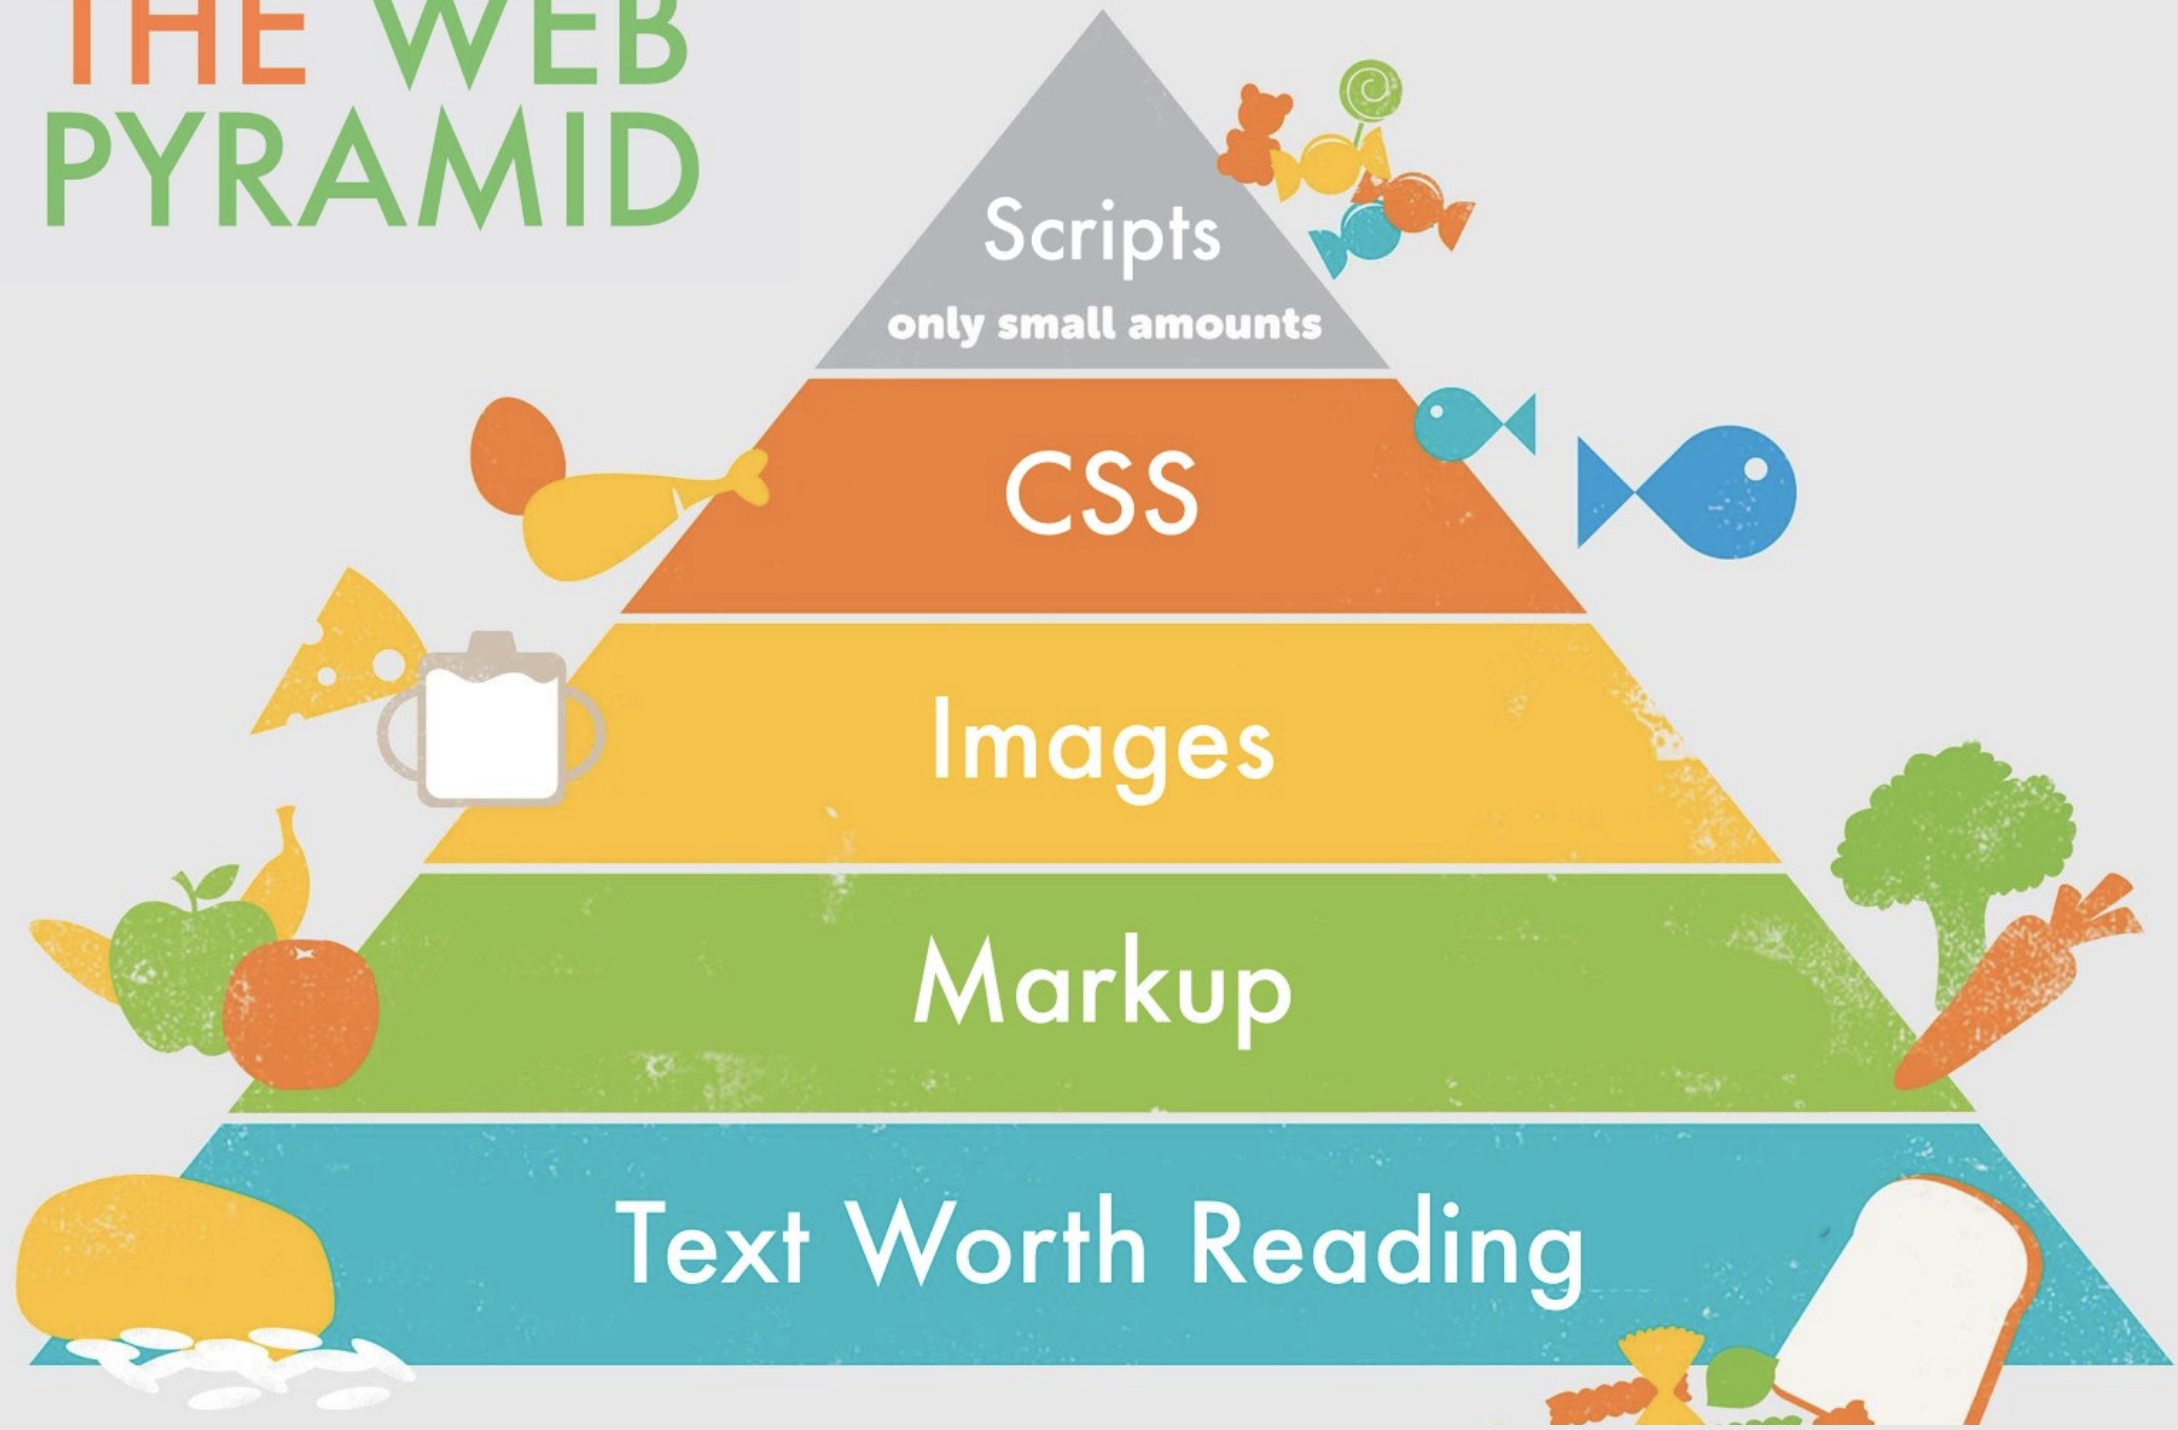 THE WEB
PYRAMID
Scripts
only small amounts
CSS
Images
Markup
Text Worth Reading